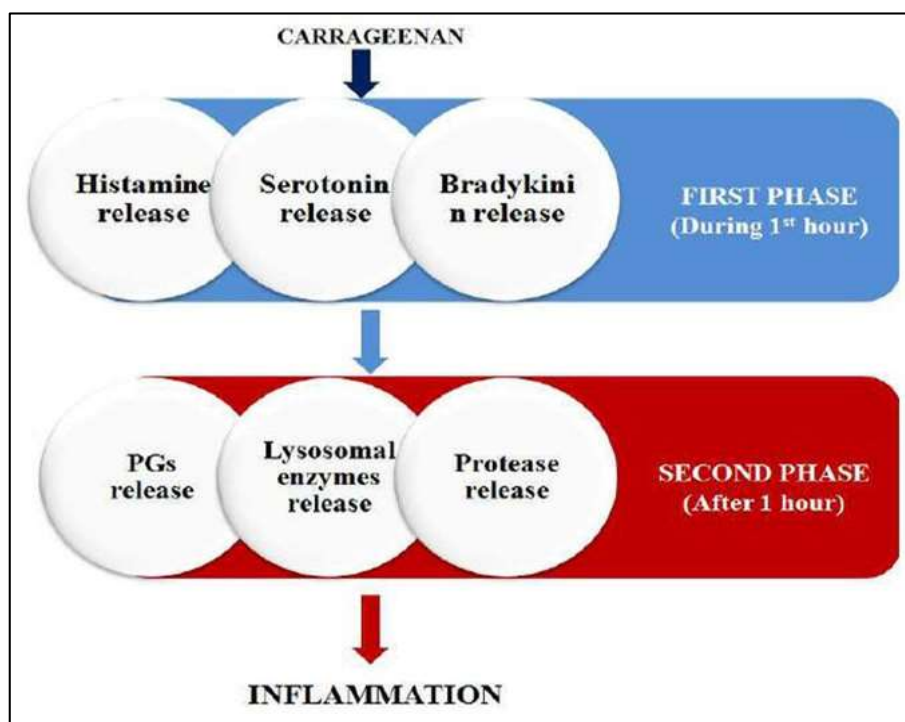 CARRAGEENAN
Histamine
release
Serotonin
release
Bradykini
n release
FIRST PHASE
(During 1st hour)
PGs
release
Lysosomal
enzymes
release
Protease
release
SECOND PHASE
(After 1 hour)
INFLAMMATION